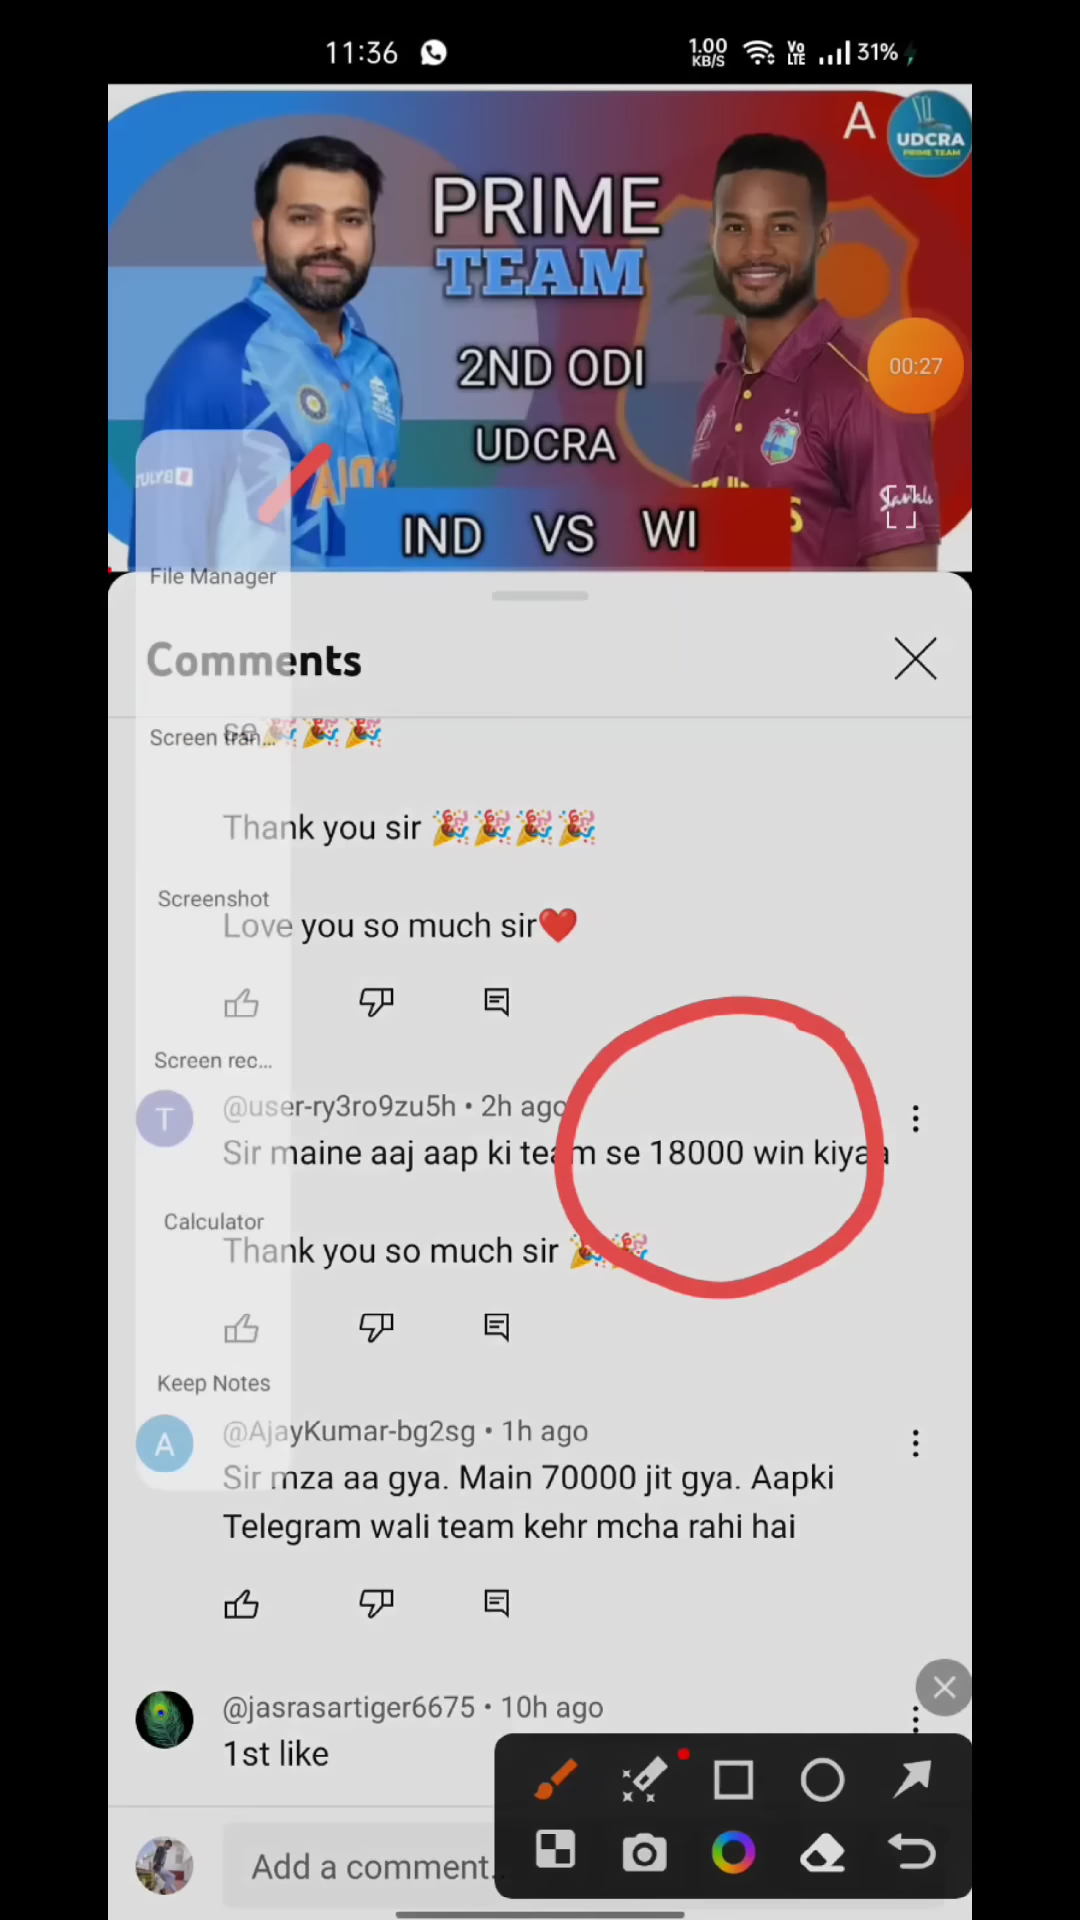 11:36 1.00 KB/S Vo LTE 31%
A
UDCRA
PRIME TEAM
PRIME
TEAM
2ND ODI
00:27
UDCRA
IND VS WI
File Manager
Comments
se🎉🎉🎉
Screen tran...
Thank you sir 🎉🎉🎉🎉
Screenshot
Love you so much sir❤️
Screen rec...
T
@user-ry3ro9zu5h • 2h ago
Sir maine aaj aap ki team se 18000 win kiyaa
Calculator
Thank you so much sir 🎉🎉
Keep Notes
A
@AjayKumar-bg2sg • 1h ago
Sir mza aa gya. Main 70000 jit gya. Aapki
Telegram wali team kehr mcha rahi hai
@jasrasartiger6675 • 10h ago
1st like
Add a comment...